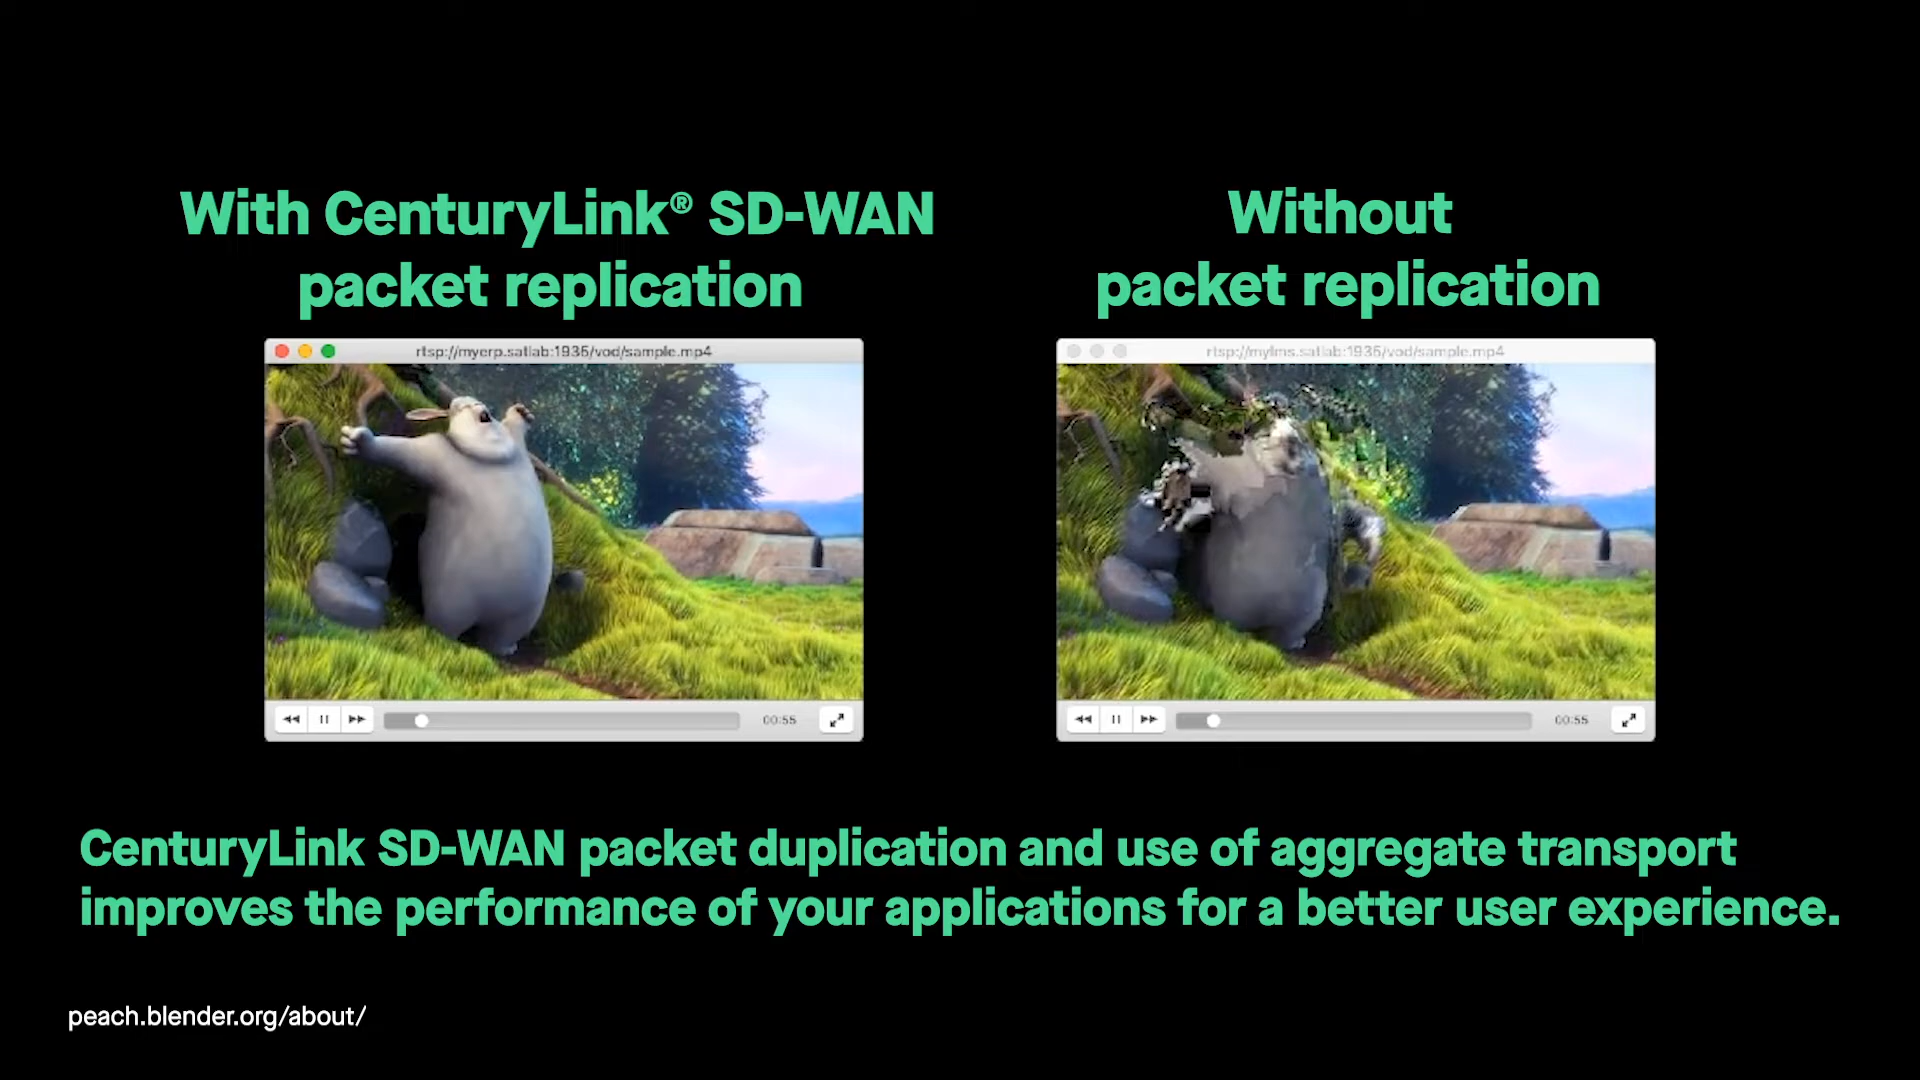 With CenturyLink® SD-WAN
packet replication
Without
packet replication
rtsp://myerp.satlab:1935/vod/sample.mp4
00:55
rtsp://mylms.satlab:1935/vod/sample.mp4
00:55
CenturyLink SD-WAN packet duplication and use of aggregate transport
improves the performance of your applications for a better user experience.
peach.blender.org/about/